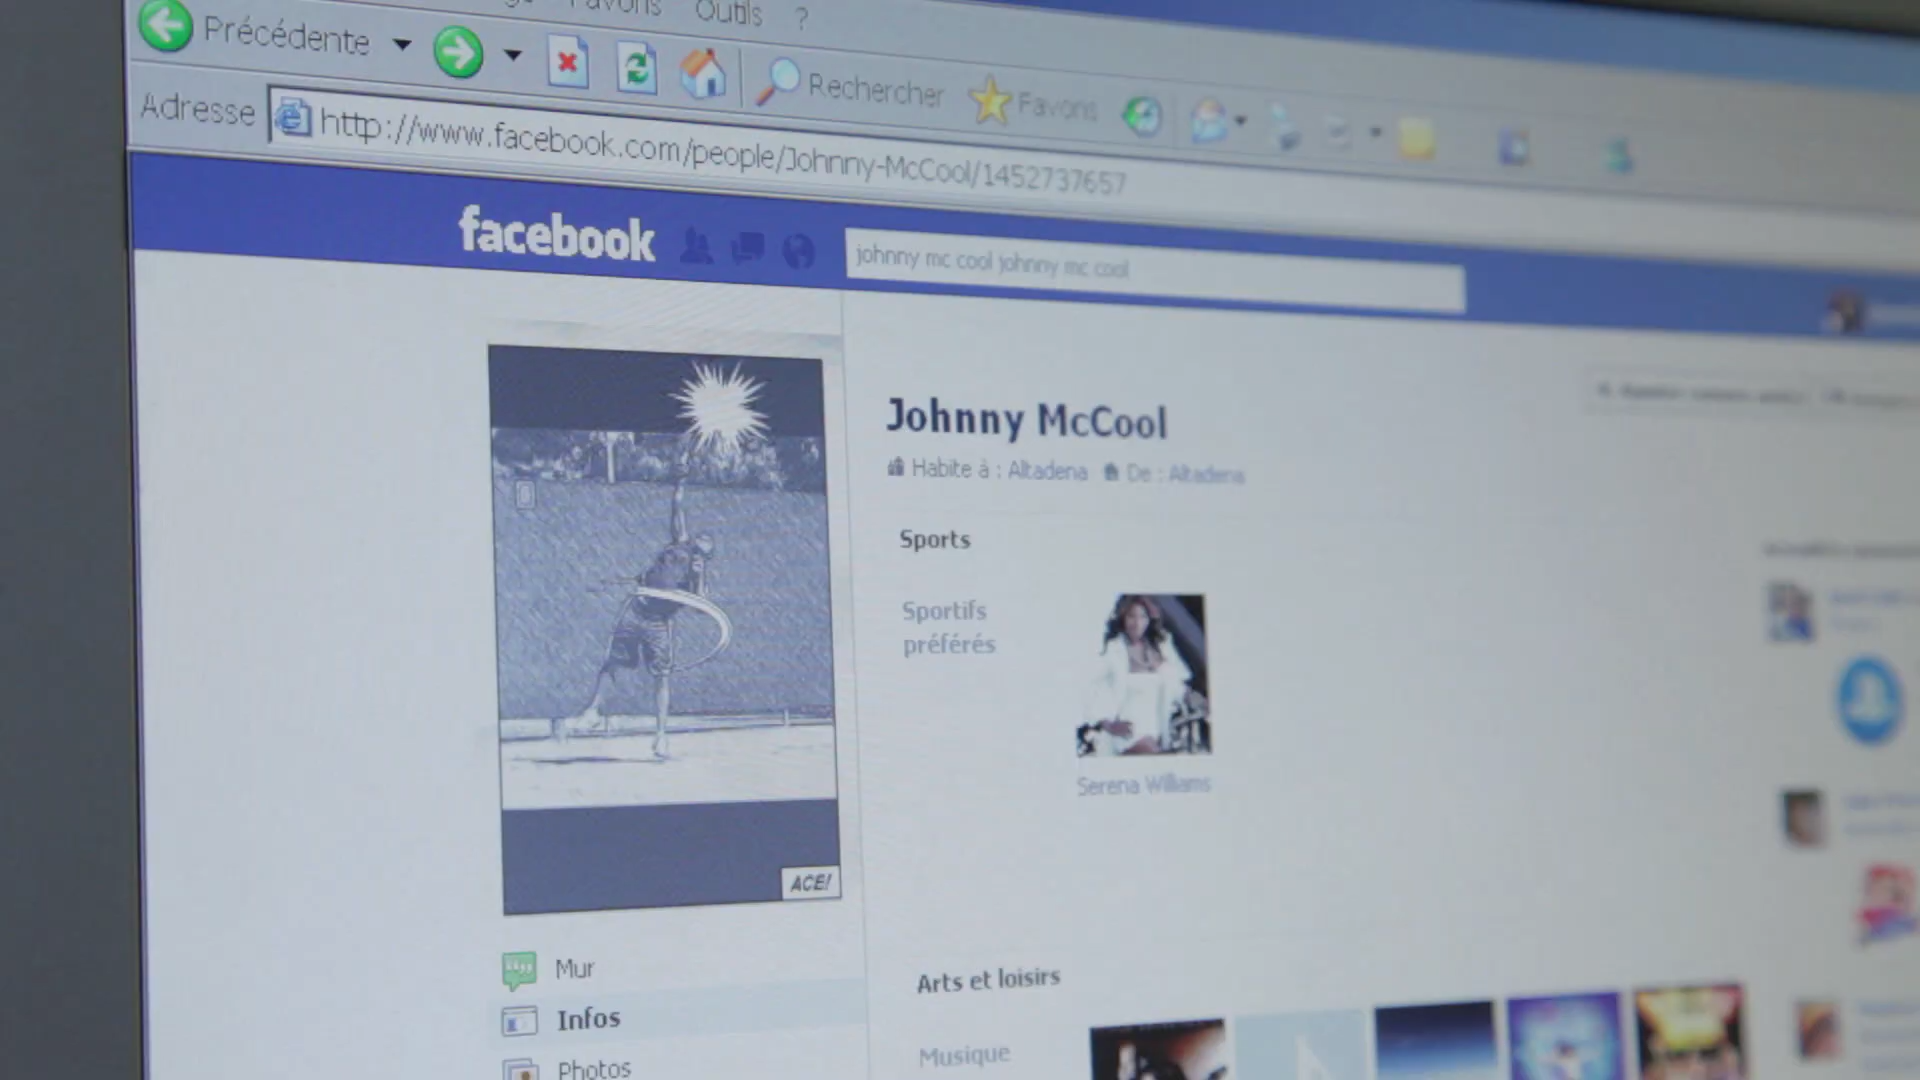 Favoris Outils ?
Précédente
Rechercher
Favoris
Adresse
http://www.facebook.com/people/Johnny-McCool/1452737657
facebook
johnny mc cool johnny mc cool
Johnny McCool
Habite à : Altadena De : Altadena
Sports
Sportifs
préférés
Serena Williams
ACE!
Mur
Infos
Photos
Arts et loisirs
Musique